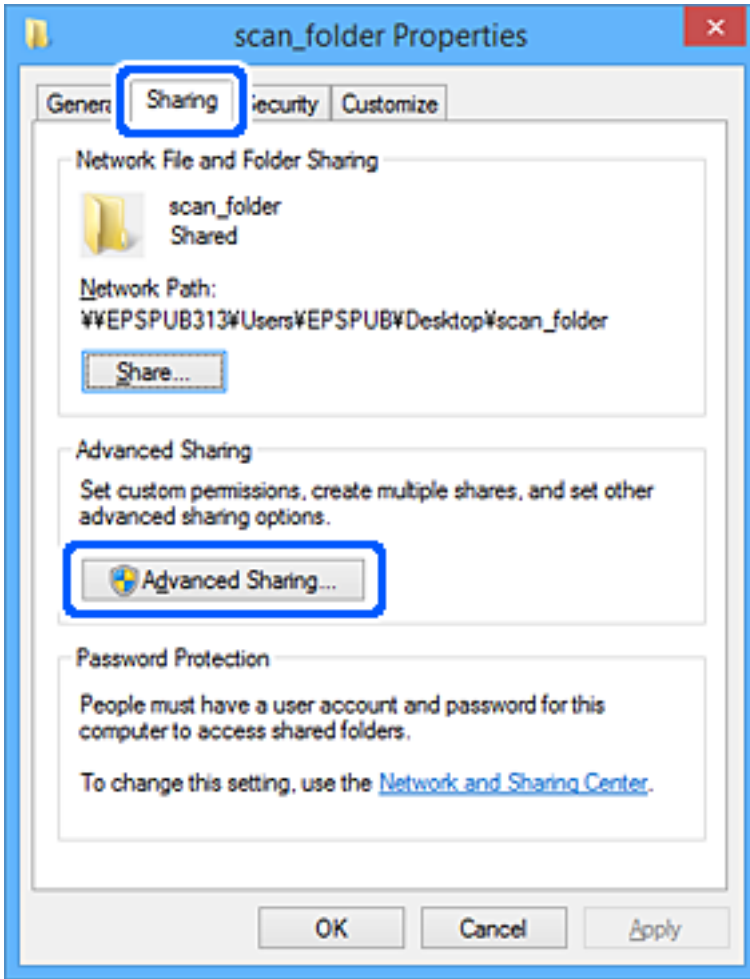 scan_folder Properties
General Sharing Security Customize
Network File and Folder Sharing
scan_folder
Shared
Network Path:
¥¥EPSPUB313¥Users¥EPSPUB¥Desktop¥scan_folder
Share...
Advanced Sharing
Set custom permissions, create multiple shares, and set other
advanced sharing options.
Advanced Sharing...
Password Protection
People must have a user account and password for this
computer to access shared folders.
To change this setting, use the Network and Sharing Center.
OK Cancel Apply